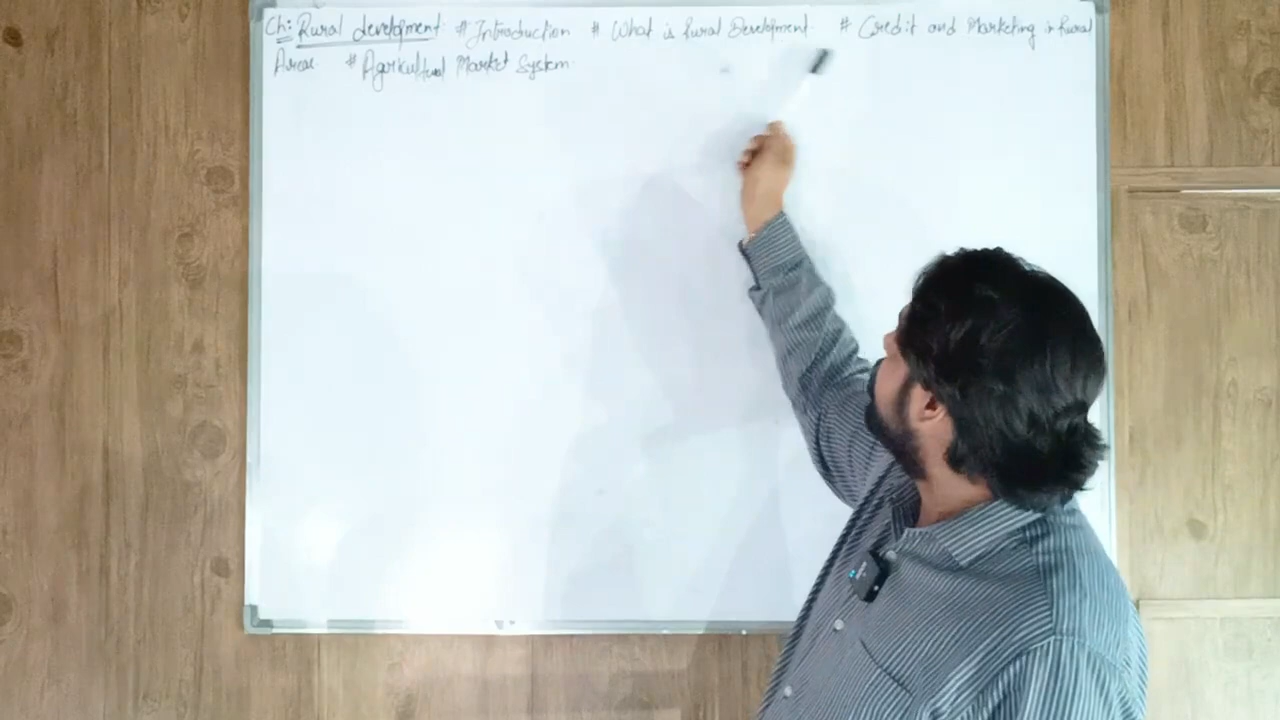 Ch: Rural development: # Introduction # What is Rural Development # Credit and Marketing in Rural
Areas # Agricultural Market System.